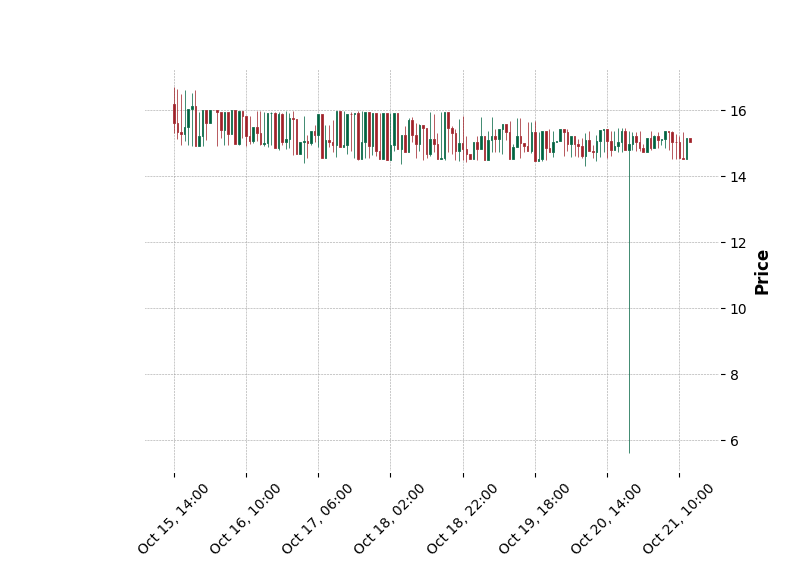 16
14
12
10
8
6
Price
Oct 15, 14:00
Oct 16, 10:00
Oct 17, 06:00
Oct 18, 02:00
Oct 18, 22:00
Oct 19, 18:00
Oct 20, 14:00
Oct 21, 10:00